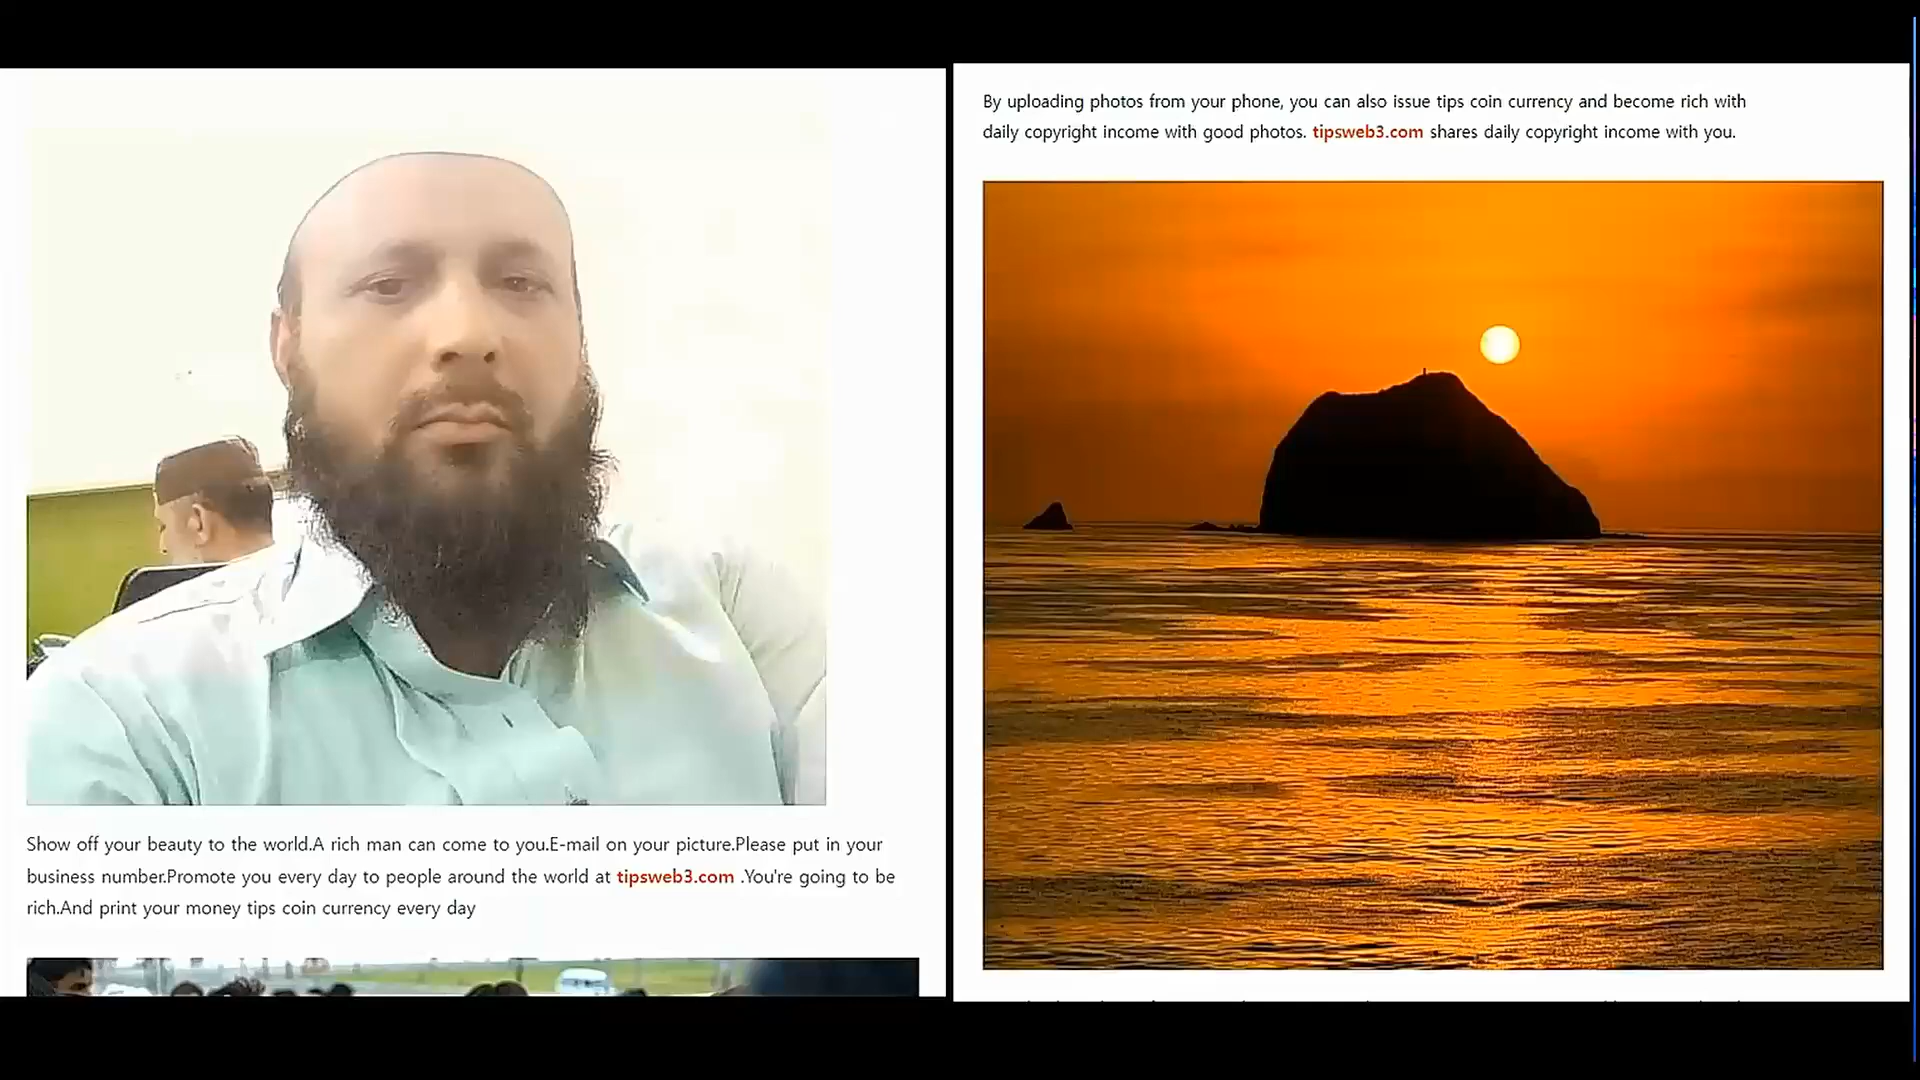 Show off your beauty to the world.A rich man can come to you.E-mail on your picture.Please put in your
business number.Promote you every day to people around the world at tipsweb3.com .You're going to be
rich.And print your money tips coin currency every day
By uploading photos from your phone, you can also issue tips coin currency and become rich with
daily copyright income with good photos. tipsweb3.com shares daily copyright income with you.